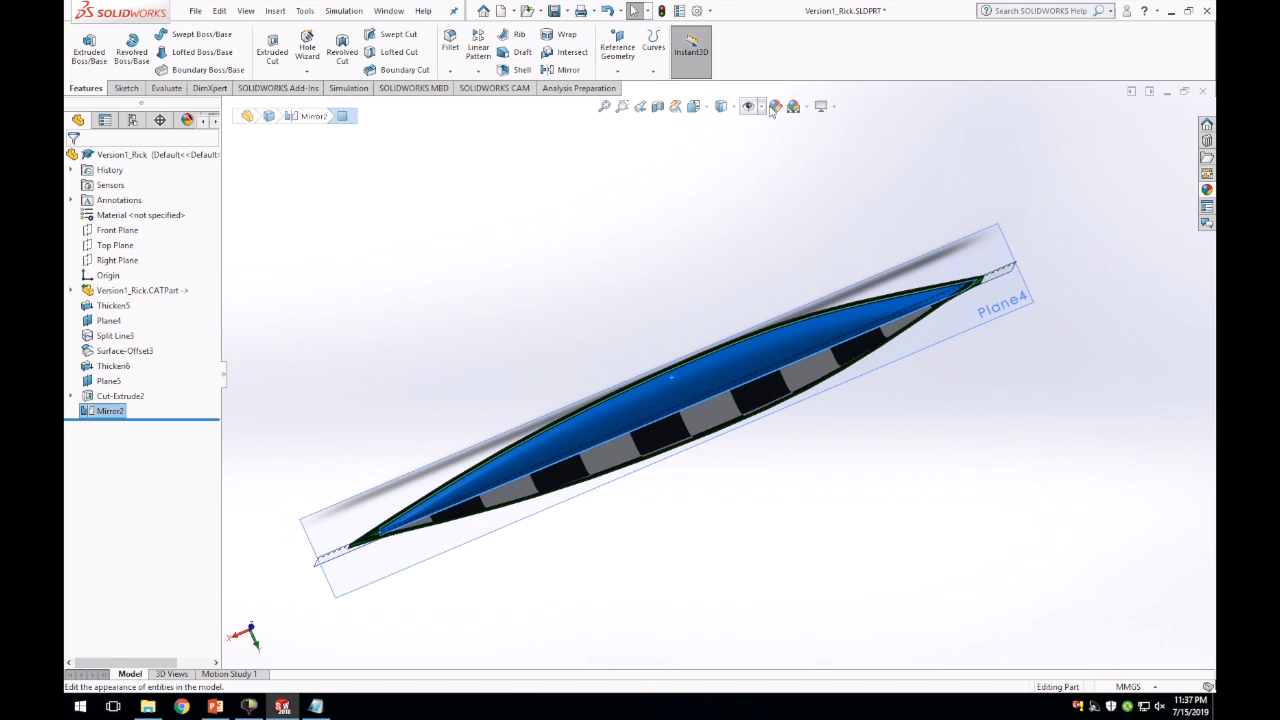 SOLIDWORKS File Edit View Insert Tools Simulation Window Help Version1_Rick.SLDPRT * Search SOLIDWORKS Help
Extruded Boss/Base
Revolved Boss/Base
Swept Boss/Base
Lofted Boss/Base
Boundary Boss/Base
Extruded Cut
Hole Wizard
Revolved Cut
Swept Cut
Lofted Cut
Boundary Cut
Fillet
Linear Pattern
Rib
Draft
Shell
Wrap
Intersect
Mirror
Reference Geometry
Curves
Instant3D
Features Sketch Evaluate DimXpert SOLIDWORKS Add-Ins Simulation SOLIDWORKS MBD SOLIDWORKS CAM Analysis Preparation
Mirror2
Version1_Rick (Default<<Default>
History
Sensors
Annotations
Material <not specified>
Front Plane
Top Plane
Right Plane
Origin
Version1_Rick.CATPart ->
Thicken5
Plane4
Split Line3
Surface-Offset3
Thicken6
Plane5
Cut-Extrude2
Mirror2
Plane4
Model 3D Views Motion Study 1
Edit the appearance of entities in the model. Editing Part MMGS
11:37 PM
7/15/2019